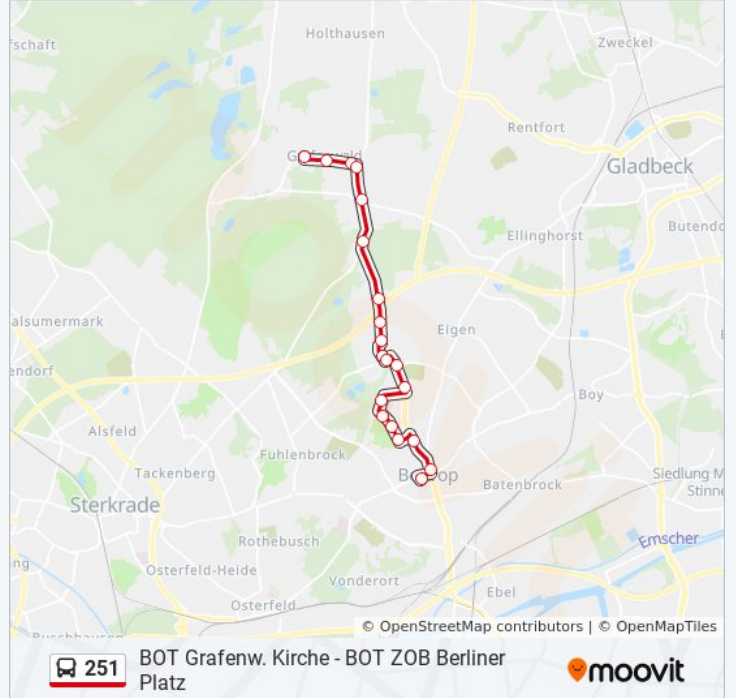 Holthausen
fschaft
Zweckel
Rentfort
Gladbeck
Butendo
Ellinghorst
alsumermark
Eigen
endorf
Boy
Alsfeld
Fuhlenbrock
Tackenberg
Batenbrock
Siedlung M
Stinne
Sterkrade
Rothebusch
Emscher
ng
Osterfeld-Heide
Vonderort
Ebel
Osterfeld
© OpenStreetMap contributors | © OpenMapTiles
251
BOT Grafenw. Kirche - BOT ZOB Berliner
Platz
moovit